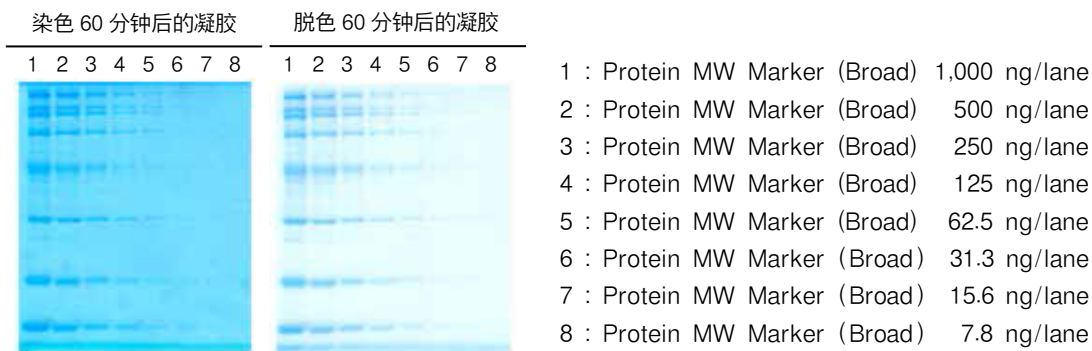 染色 60 分钟后的凝胶
脱色 60 分钟后的凝胶
1 2 3 4 5 6 7 8
1 2 3 4 5 6 7 8
1 : Protein MW Marker (Broad) 1,000 ng/lane
2 : Protein MW Marker (Broad) 500 ng/lane
3 : Protein MW Marker (Broad) 250 ng/lane
4 : Protein MW Marker (Broad) 125 ng/lane
5 : Protein MW Marker (Broad) 62.5 ng/lane
6 : Protein MW Marker (Broad) 31.3 ng/lane
7 : Protein MW Marker (Broad) 15.6 ng/lane
8 : Protein MW Marker (Broad) 7.8 ng/lane